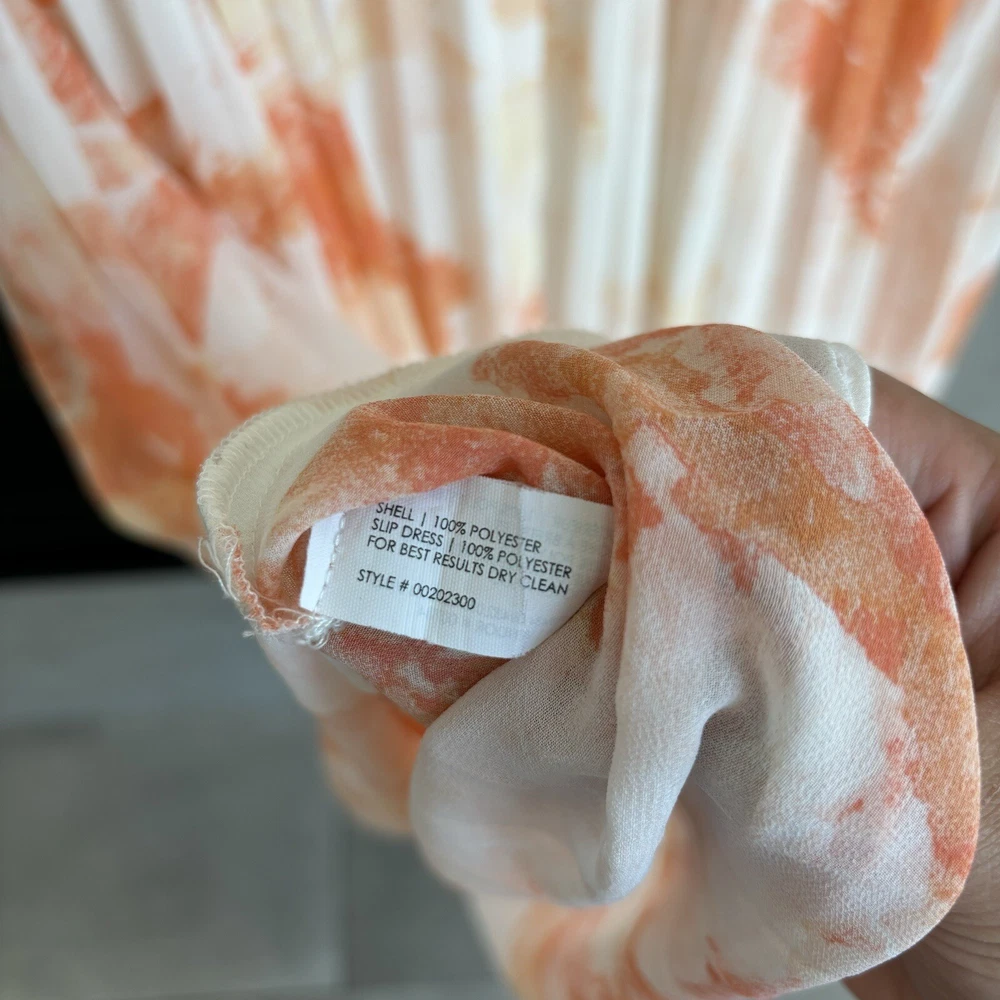 SHELL | 100% POLYESTER
SLIP DRESS | 100% POLYESTER
FOR BEST RESULTS DRY CLEAN
STYLE # 00202300